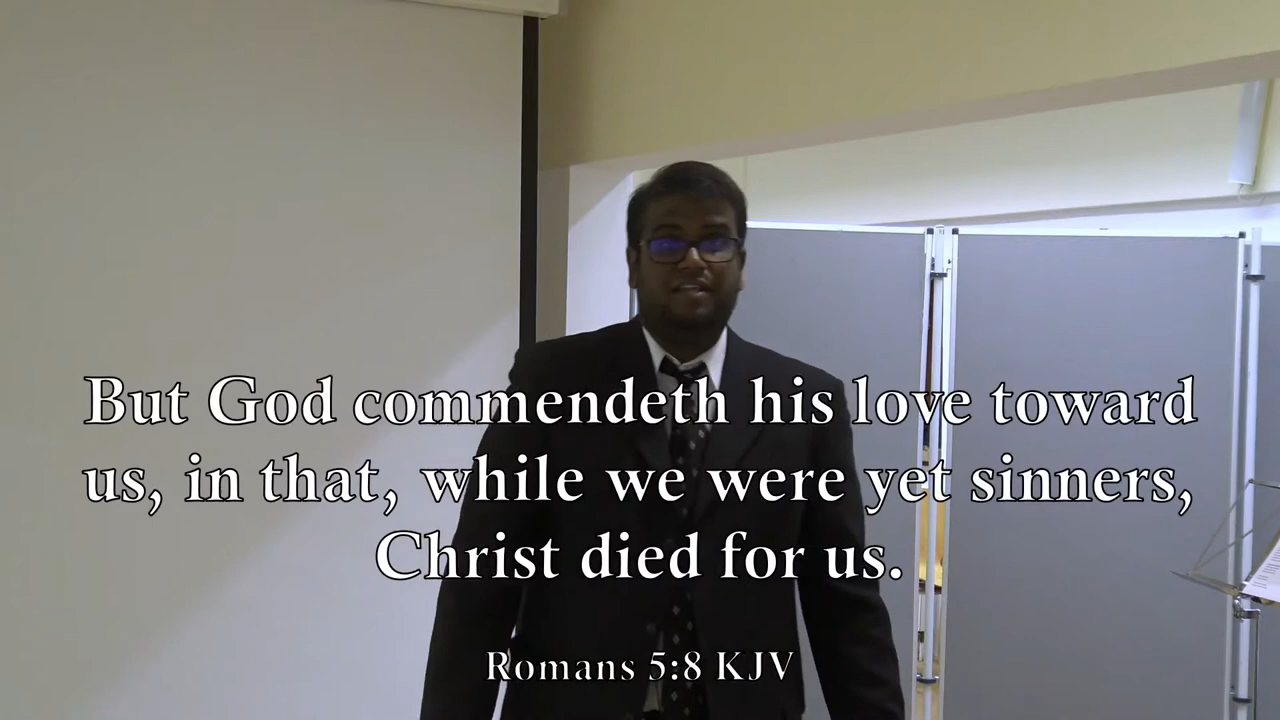 But God commendeth his love toward
us, in that, while we were yet sinners,
Christ died for us.
Romans 5:8 KJV